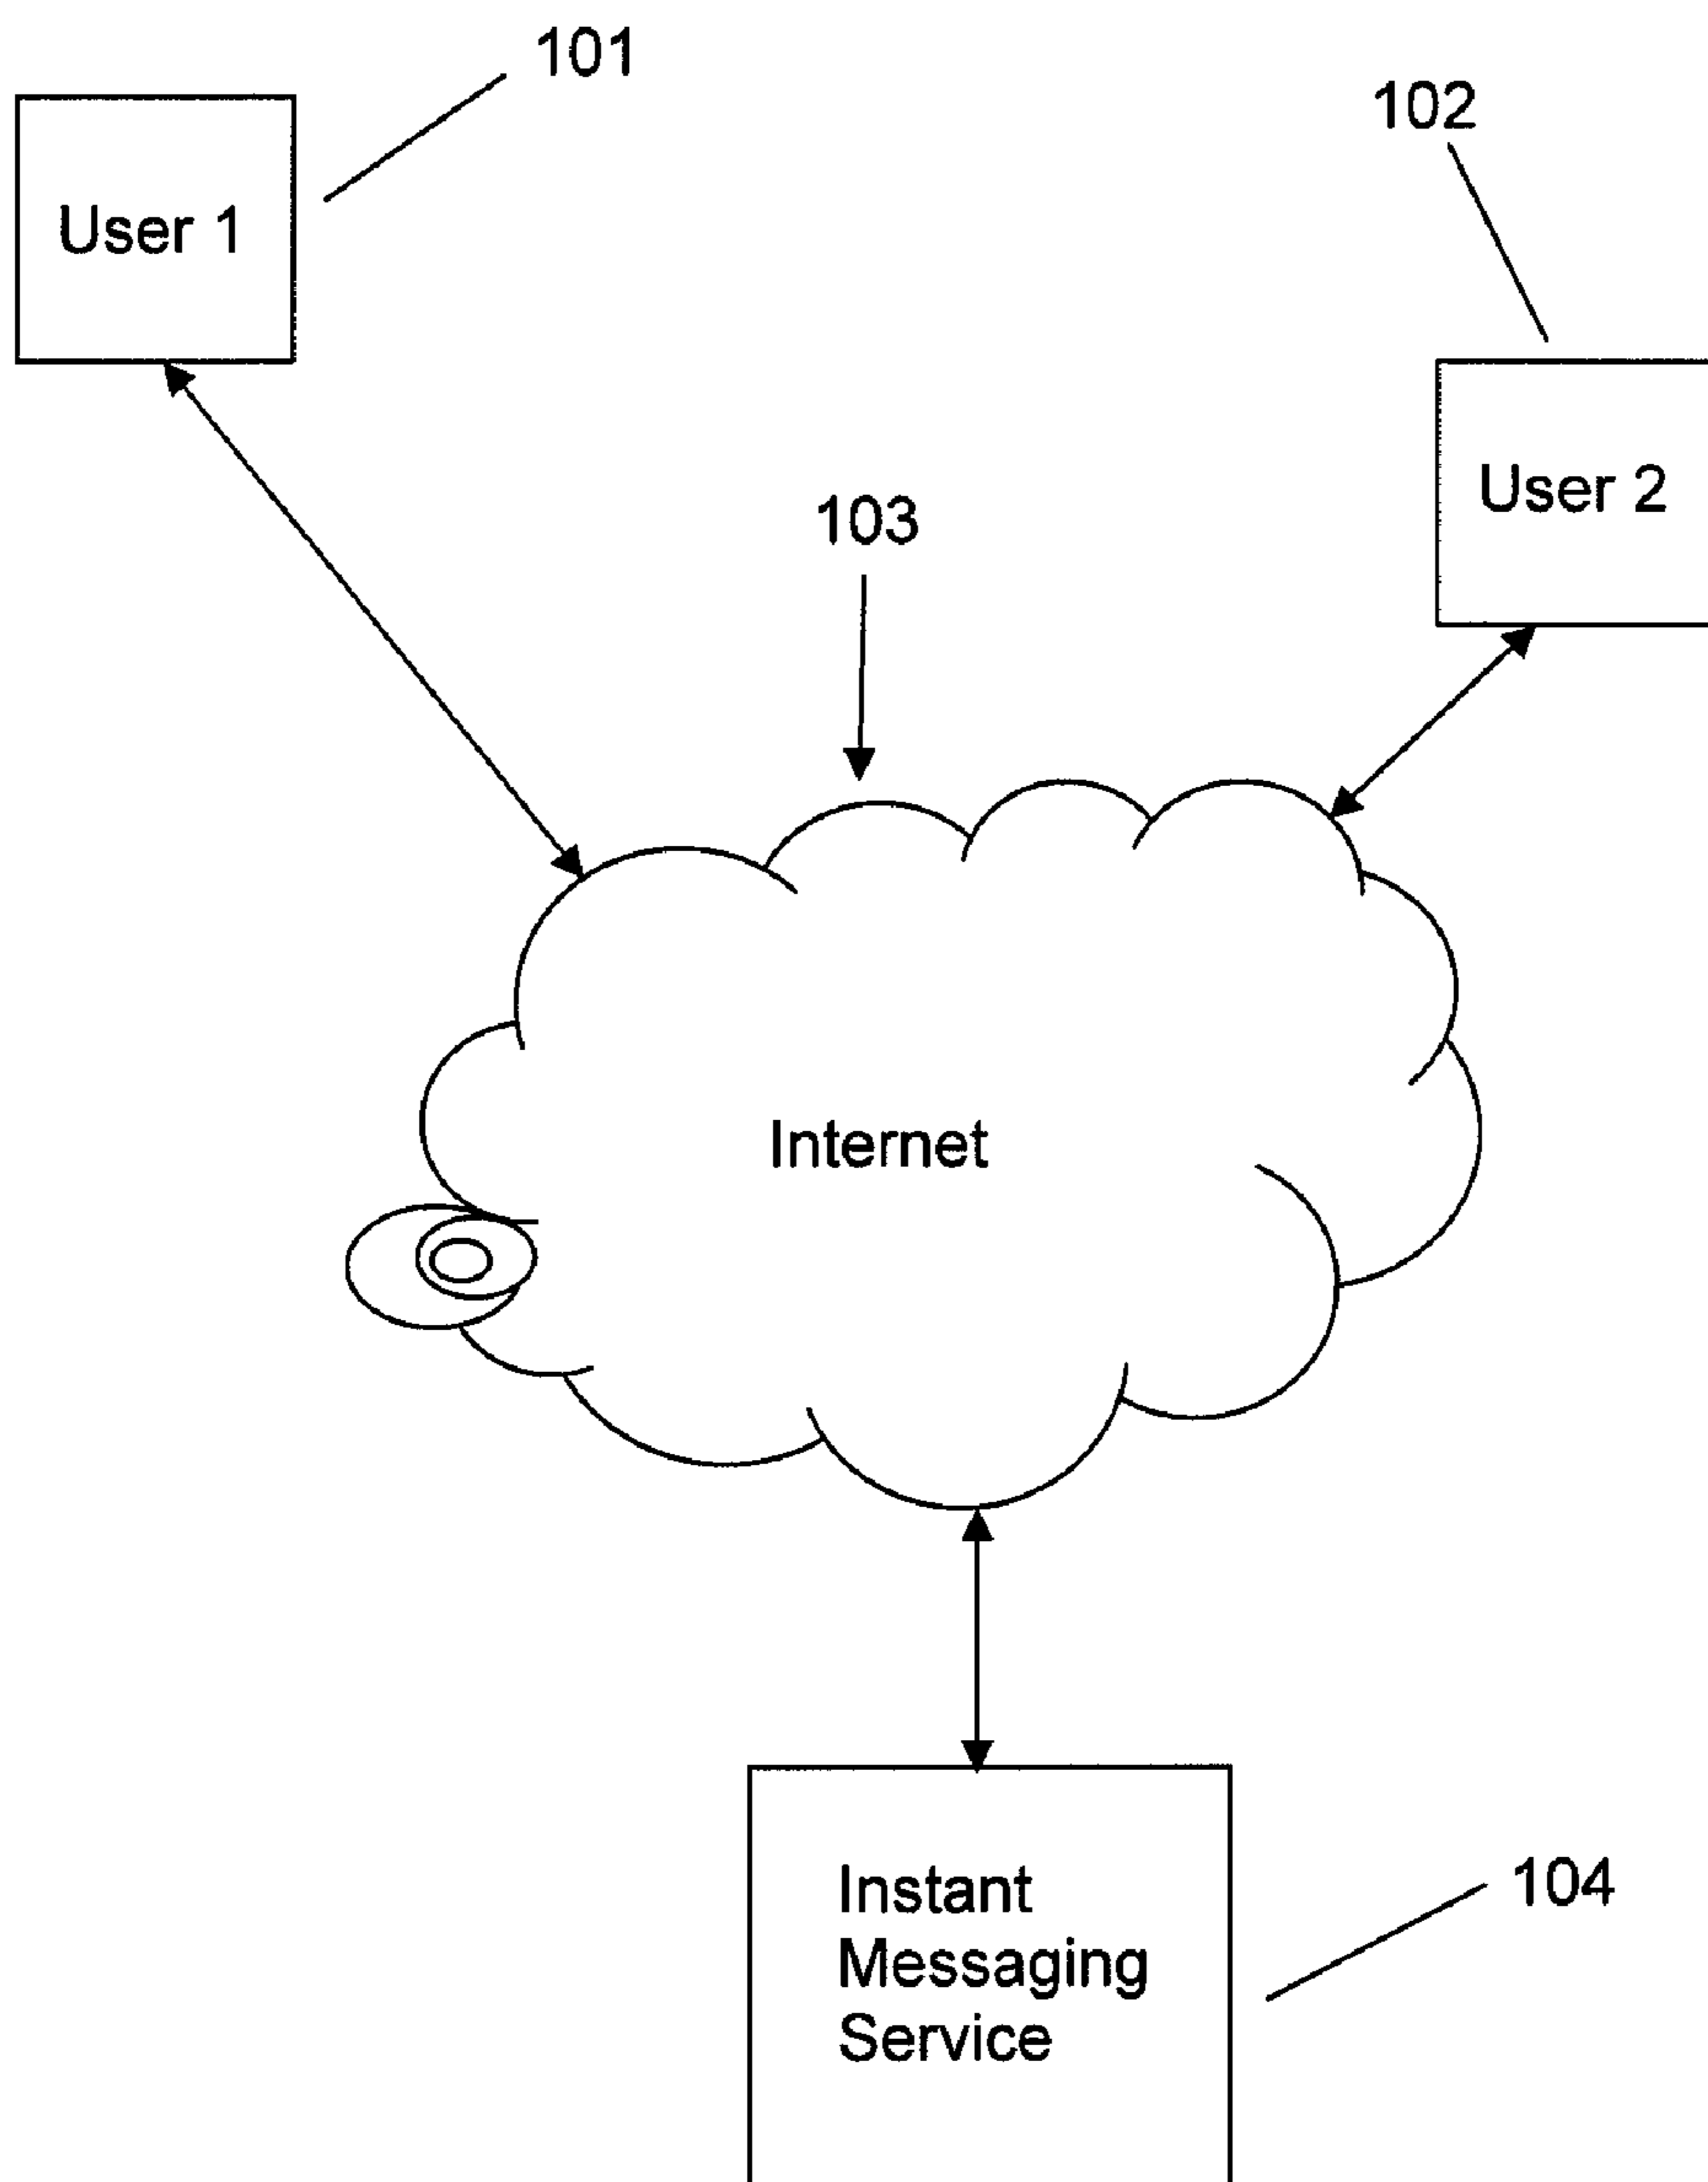 101
102
User 1
User 2
103
Internet
Instant
Messaging
Service
104